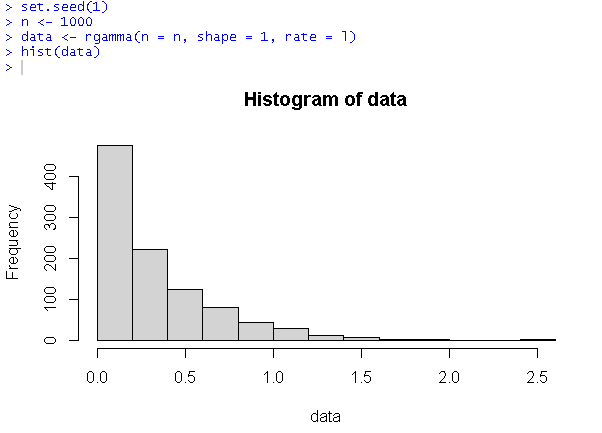 > set.seed(1)
> n <- 1000
> data <- rgamma(n = n, shape = 1, rate = l)
> hist(data)
>
Histogram of data
Frequency
400
300
200
100
0
0.0 0.5 1.0 1.5 2.0 2.5
data